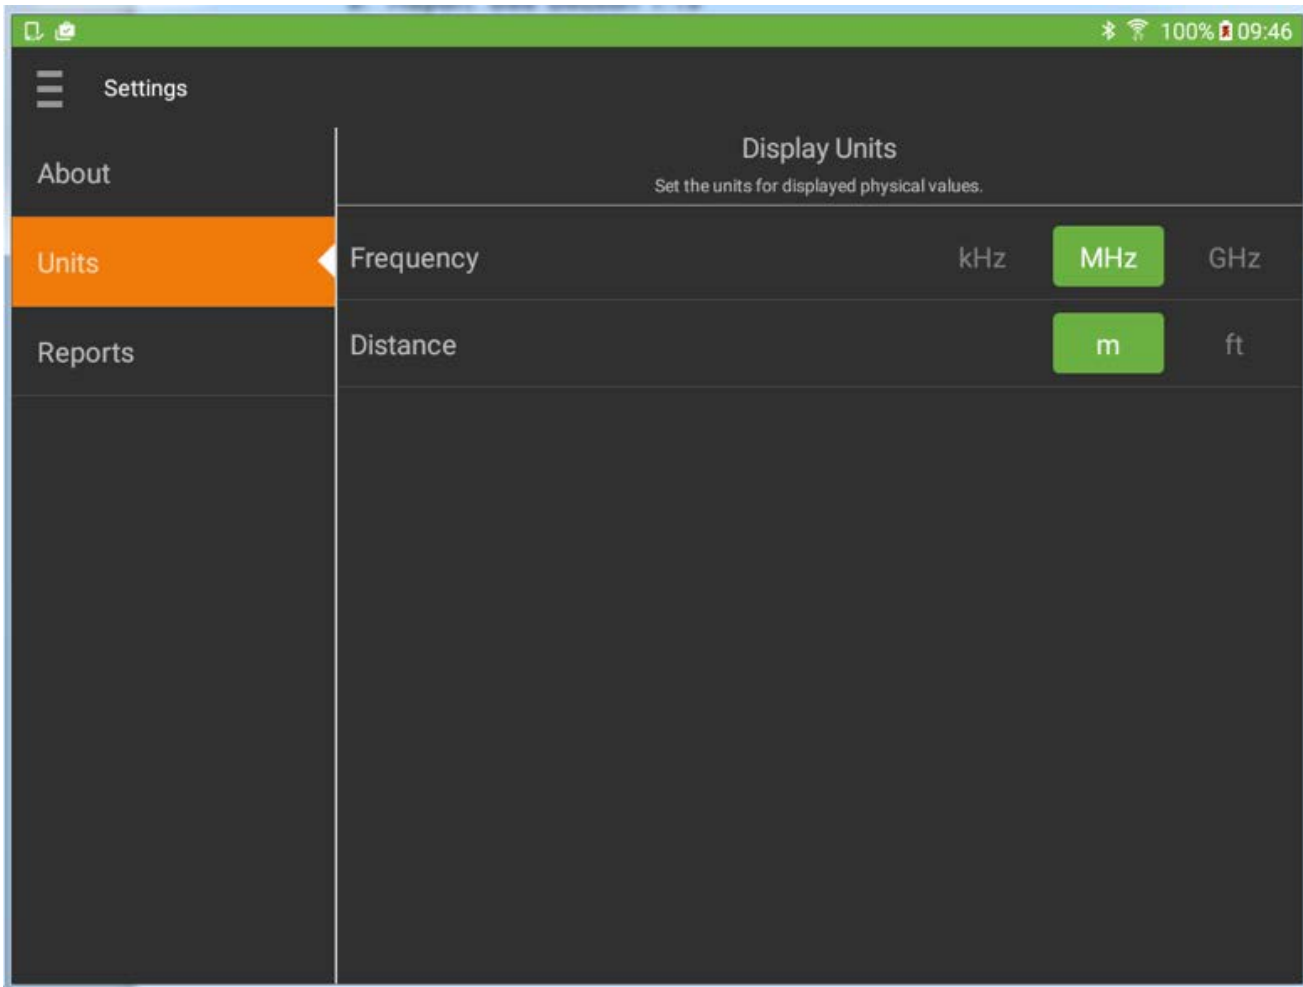 100% 09:46
Settings
About
Units
Reports
Display Units
Set the units for displayed physical values.
Frequency kHz MHz GHz
Distance m ft